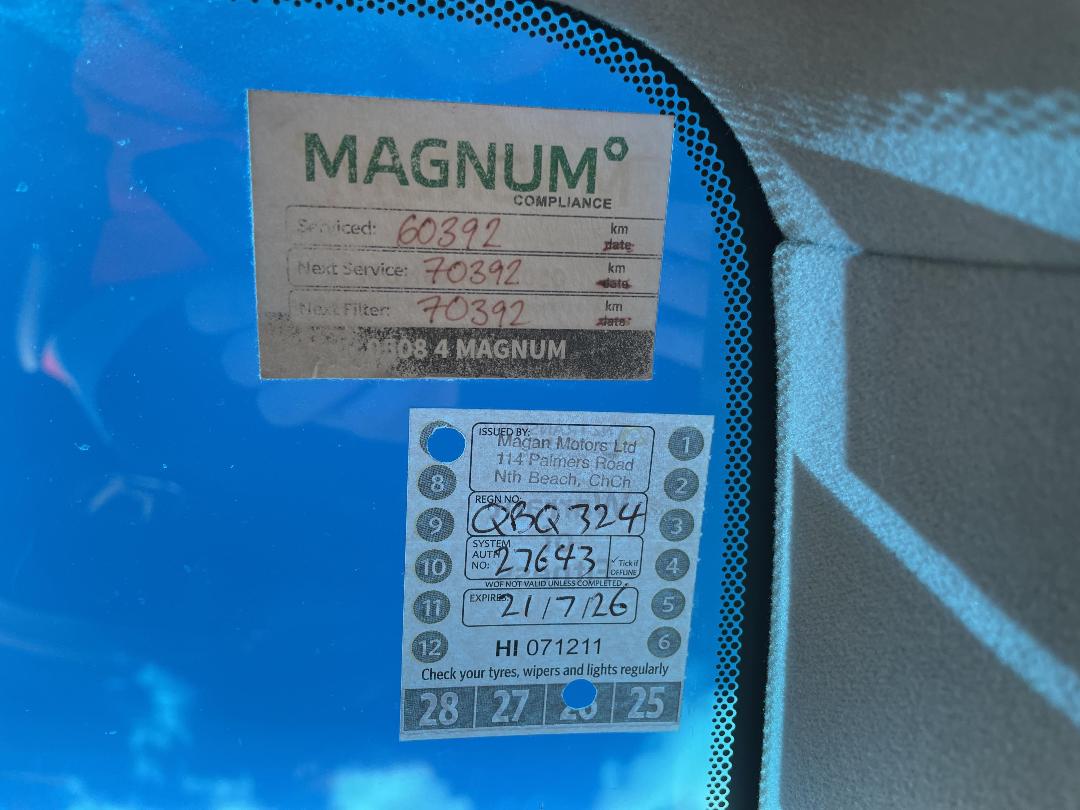 MAGNUM
COMPLIANCE
Serviced: 60392 km date
Next Service: 70392 km date
Next Filter: 70392 km date
0508 4 MAGNUM
ISSUED BY:
Magan Motors Ltd
114 Palmers Road
Nth Beach, ChCh
1
8
2
REGN NO:
QBQ324
9
3
SYSTEM AUTH NO: 27643
✓ Tick if OFFLINE
10
4
WOF NOT VALID UNLESS COMPLETED
EXPIRES 21/7/26
11
5
12
HI 071211
6
Check your tyres, wipers and lights regularly
28 27 26 25